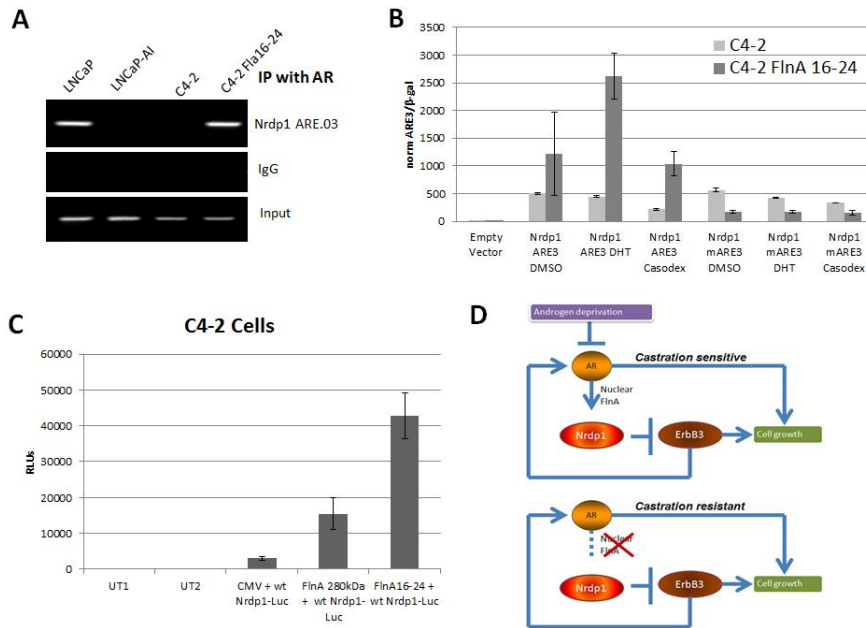 A
LNCaP
LNCaP-AI
C4-2
C4-2 Fla16-24
IP with AR
Nrdp1 ARE.03
IgG
Input
B
norm ARE3/β-gal
3500
3000
2500
2000
1500
1000
500
0
C4-2
C4-2 FlnA 16-24
Empty Vector
Nrdp1 ARE3 DMSO
Nrdp1 ARE3 DHT
Nrdp1 ARE3 Casodex
Nrdp1 mARE3 DMSO
Nrdp1 mARE3 DHT
Nrdp1 mARE3 Casodex
C
C4-2 Cells
RLUs
60000
50000
40000
30000
20000
10000
0
UT1
UT2
CMV + wt Nrdp1-Luc
FlnA 280kDa + wt Nrdp1-Luc
FlnA16-24 + wt Nrdp1-Luc
D
Androgen deprivation
AR
Castration sensitive
Nuclear
FlnA
Nrdp1
ErbB3
Cell growth
AR
Castration resistant
Nuclear
FlnA
Nrdp1
ErbB3
Cell growth